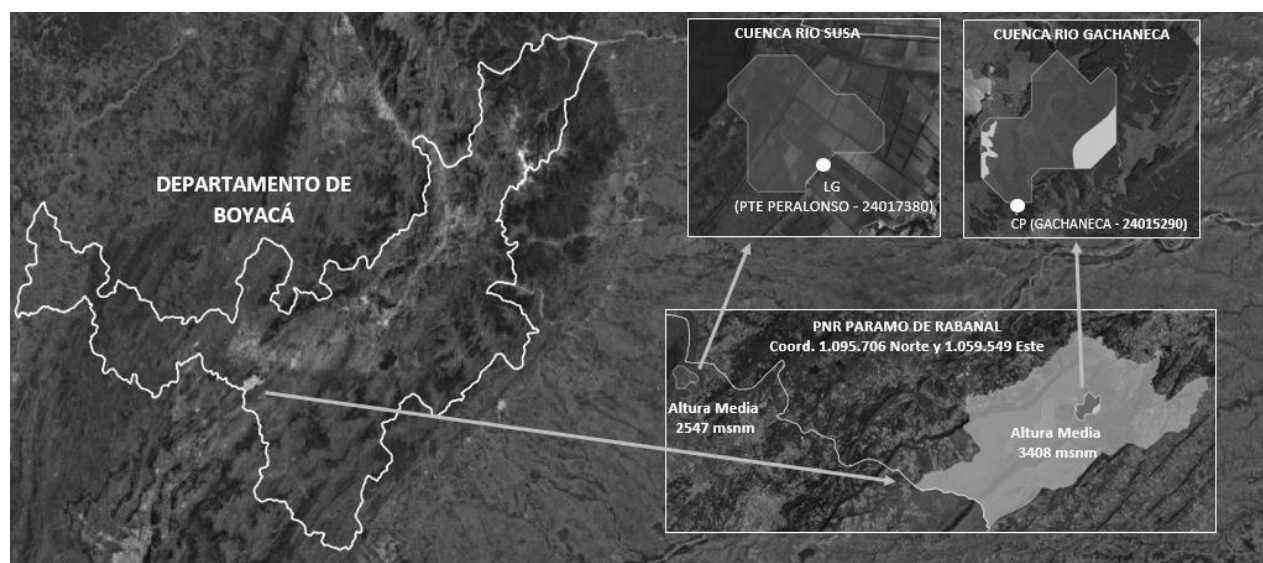 DEPARTAMENTO DE
BOYACÁ
CUENCA RIO SUSA
LG
(PTE PERALONSO - 24017380)
CUENCA RIO GACHANECA
CP (GACHANECA - 24015290)
PNR PARAMO DE RABANAL
Coord. 1.095.706 Norte y 1.059.549 Este
Altura Media
2547 msnm
Altura Media
3408 msnm